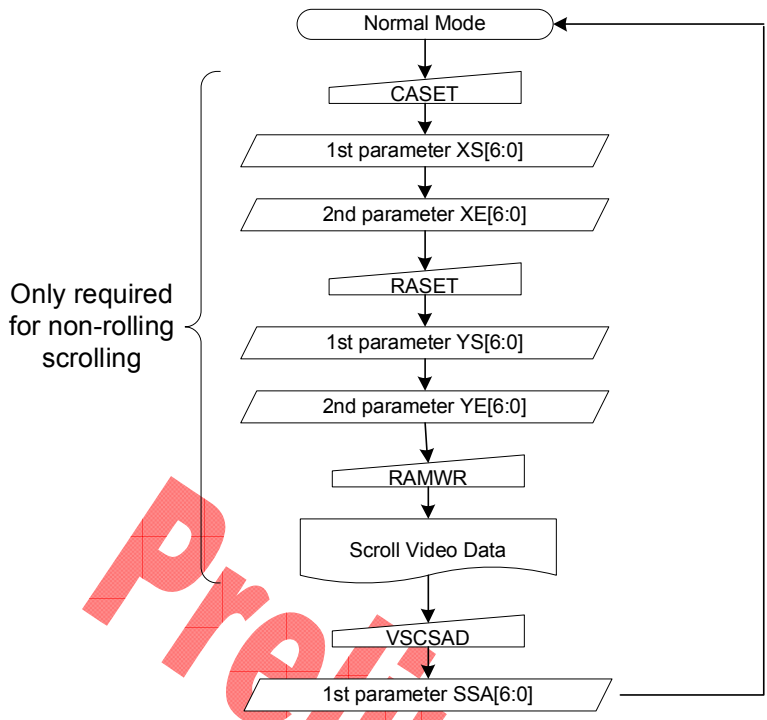 Normal Mode
CASET
1st parameter XS[6:0]
2nd parameter XE[6:0]
RASET
Only required
for non-rolling
scrolling
1st parameter YS[6:0]
2nd parameter YE[6:0]
RAMWR
Scroll Video Data
VSCSAD
1st parameter SSA[6:0]